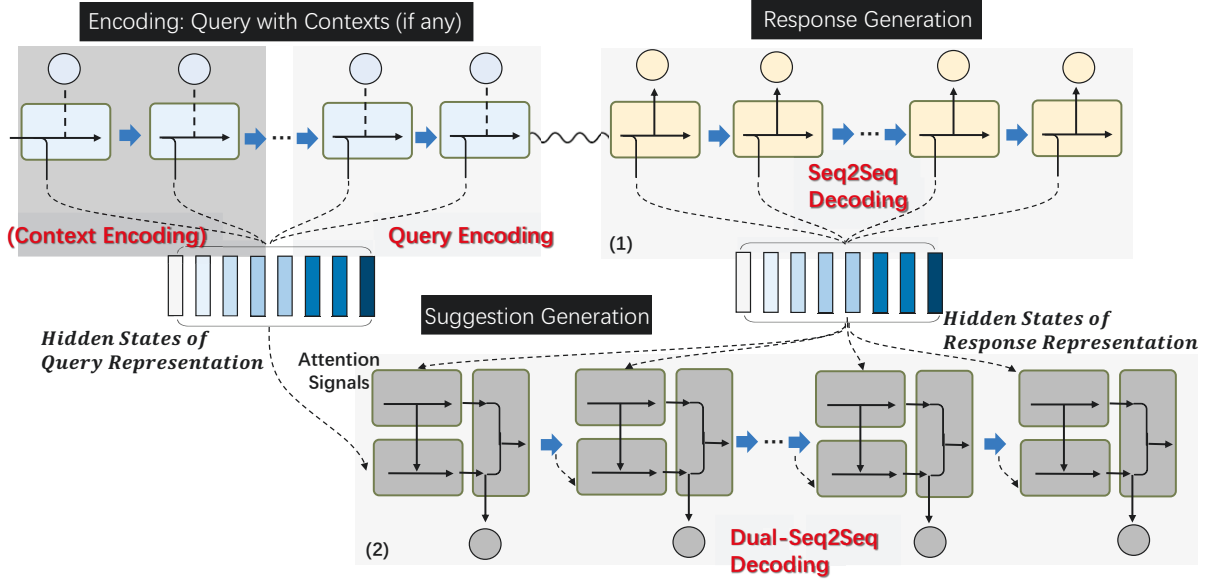 Encoding: Query with Contexts (if any)
Response Generation
(Context Encoding)
Query Encoding
Seq2Seq
Decoding
(1)
Hidden States of
Query Representation
Suggestion Generation
Hidden States of
Response Representation
Attention
Signals
...
...
...
(2)
Dual-Seq2Seq
Decoding